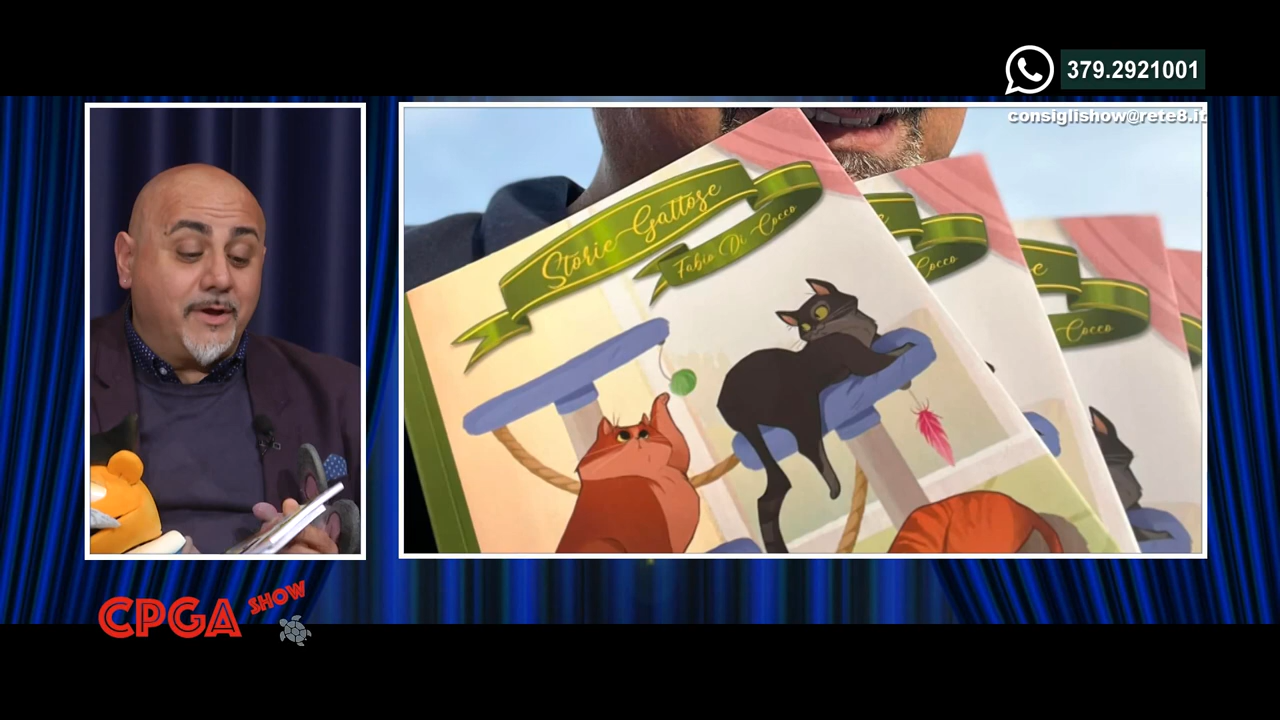 379.2921001
consiglishow@rete8.it
Storie Gattose
Fabio Di Cocco
Cocco
Cocco
CPGA SHOW